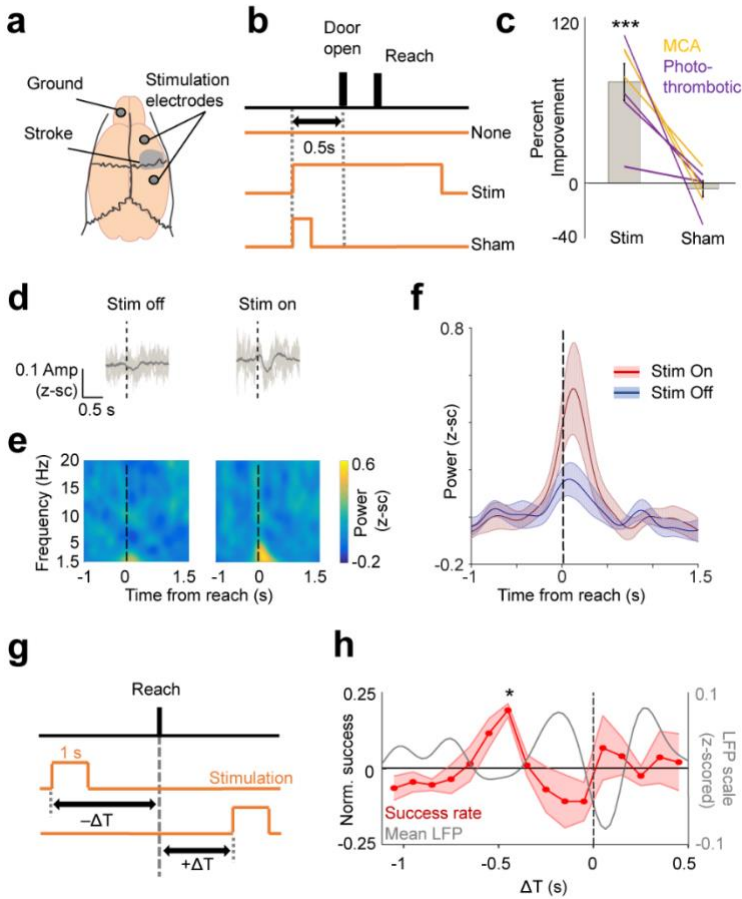 a
Ground
Stroke
Stimulation
electrodes
b
Door
open
Reach
0.5s
None
Stim
Sham
c
120
0
-40
Percent
Improvement
***
MCA
Photo-
thrombotic
Stim
Sham
d
Stim off
Stim on
0.1 Amp
(z-sc)
0.5 s
e
Frequency (Hz)
20
15
10
5
1.5
-1
0
1.5
-1
0
1.5
Time from reach (s)
0.6
-0.2
Power
(z-sc)
f
0.8
-0.2
Power (z-sc)
Stim On
Stim Off
-1
0
1.5
Time from reach (s)
g
Reach
1 s
Stimulation
–ΔT
+ΔT
h
0.25
0
-0.25
Norm. success
*
Success rate
Mean LFP
0.1
-0.1
LFP scale
(z-scored)
-1
-0.5
0
0.5
ΔT (s)